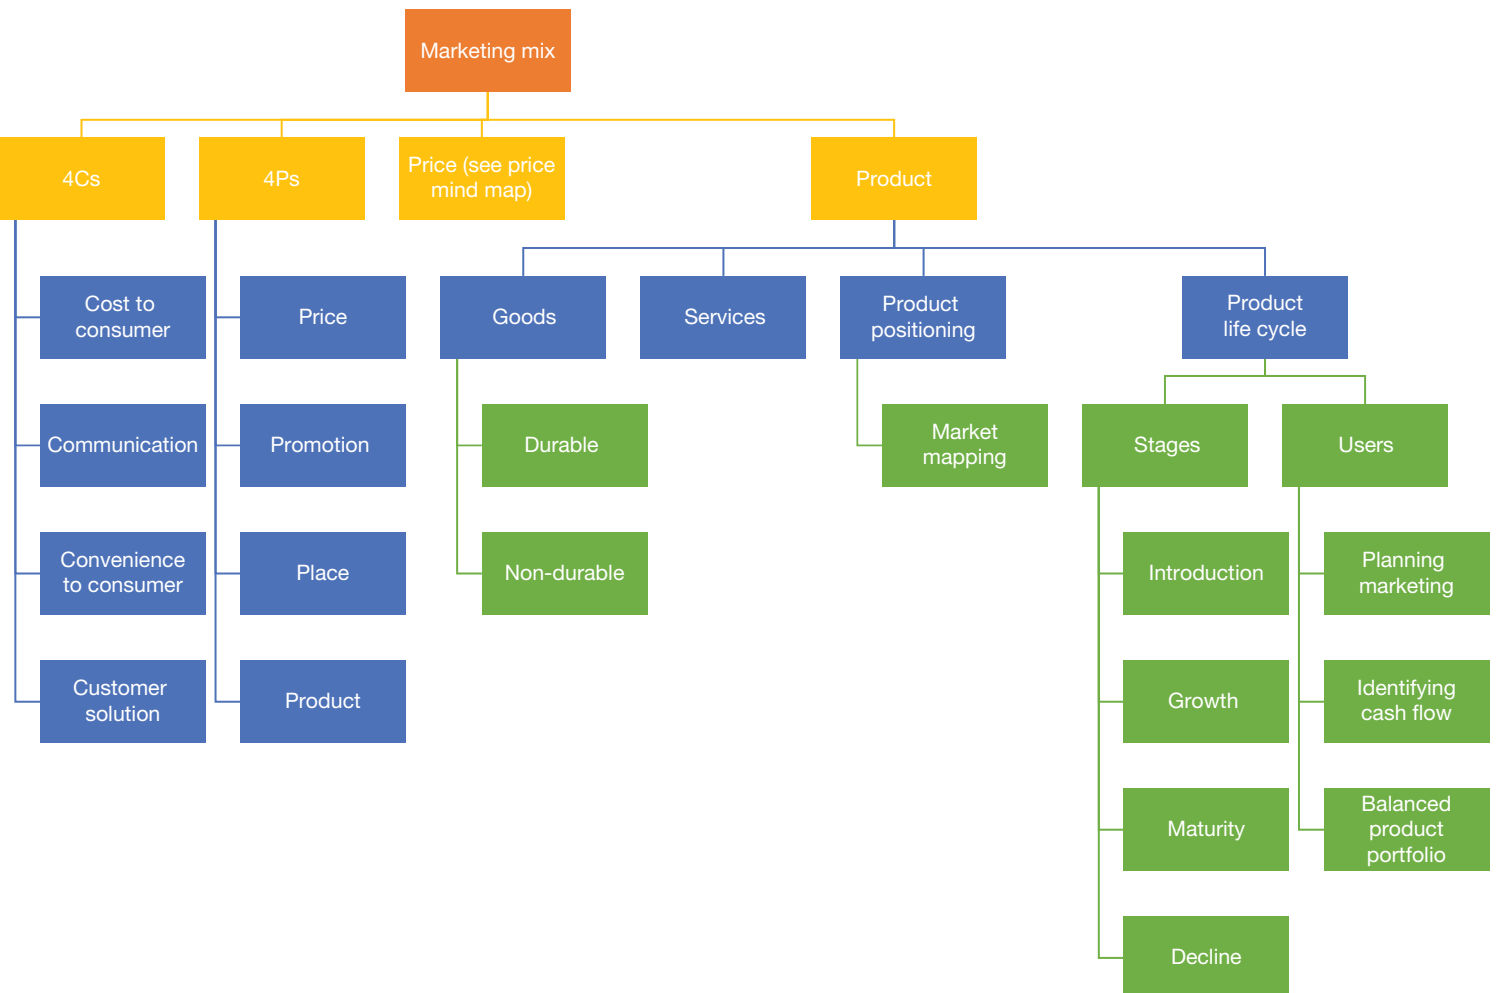 Marketing mix
4Cs
4Ps
Price (see price
mind map)
Product
Cost to
consumer
Price
Goods
Services
Product
positioning
Product
life cycle
Communication
Promotion
Durable
Market
mapping
Stages
Users
Convenience
to consumer
Place
Non-durable
Introduction
Planning
marketing
Customer
solution
Product
Growth
Identifying
cash flow
Maturity
Balanced
product
portfolio
Decline